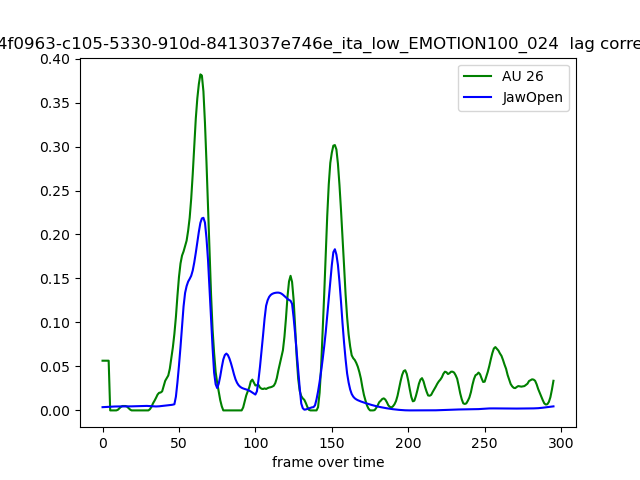 4f0963-c105-5330-910d-8413037e746e_ita_low_EMOTION100_024 lag corre
AU 26
JawOpen
0.40
0.35
0.30
0.25
0.20
0.15
0.10
0.05
0.00
0 50 100 150 200 250 300
frame over time